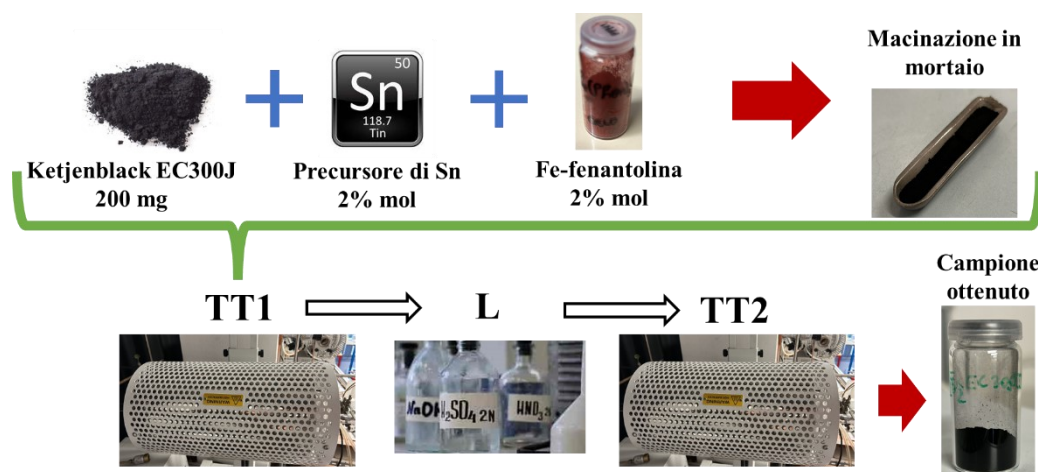 Macinazione in
mortaio
50
Sn
118.7
Tin
Ketjenblack EC300J
200 mg
Precursore di Sn
2% mol
Fe-fenantolina
2% mol
Campione
ottenuto
TT1
L
TT2
NaOH
H₂SO₄ 2N
HNO₃